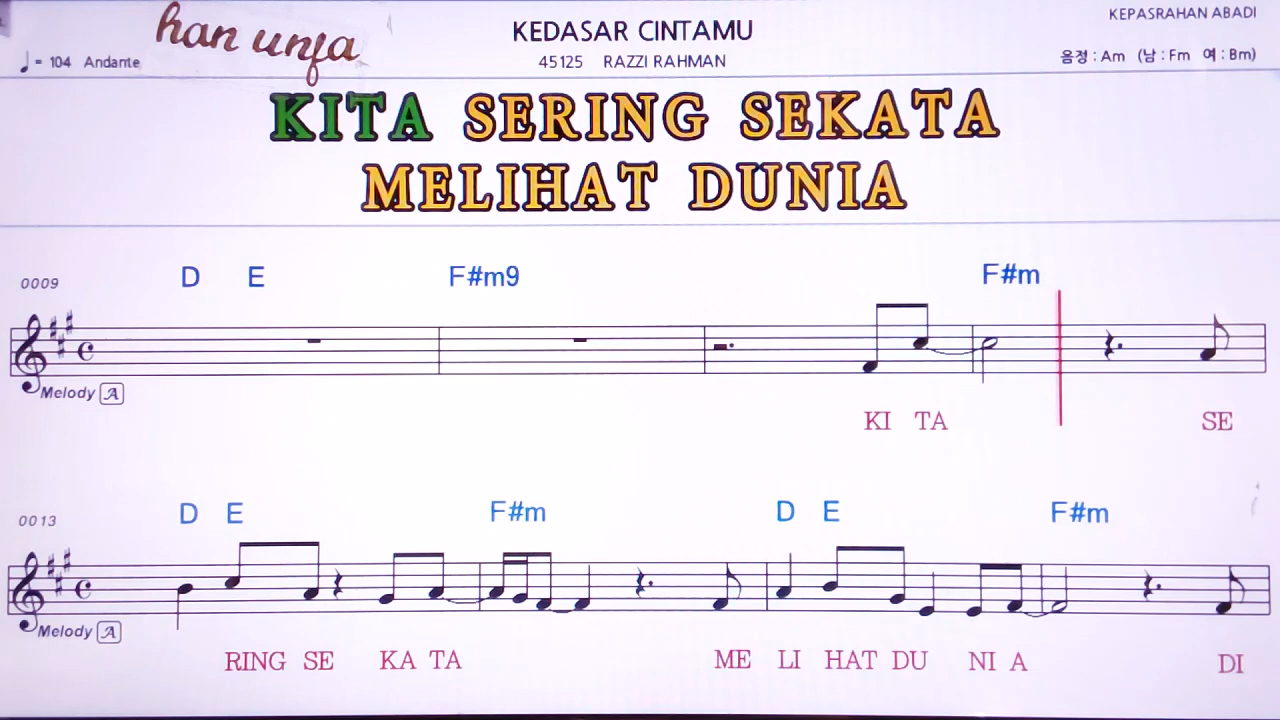 han unfa
KEDASAR CINTAMU
KEPASRAHAN ABADI
♩= 104 Andante
45125 RAZZI RAHMAN
음정 : Am (남 : Fm 여 : Bm)
KITA SERING SEKATA
MELIHAT DUNIA
0009 D E F#m9 F#m
Melody A
KI TA SE
0013 D E F#m D E F#m
Melody A
RING SE KA TA ME LI HAT DU NI A DI